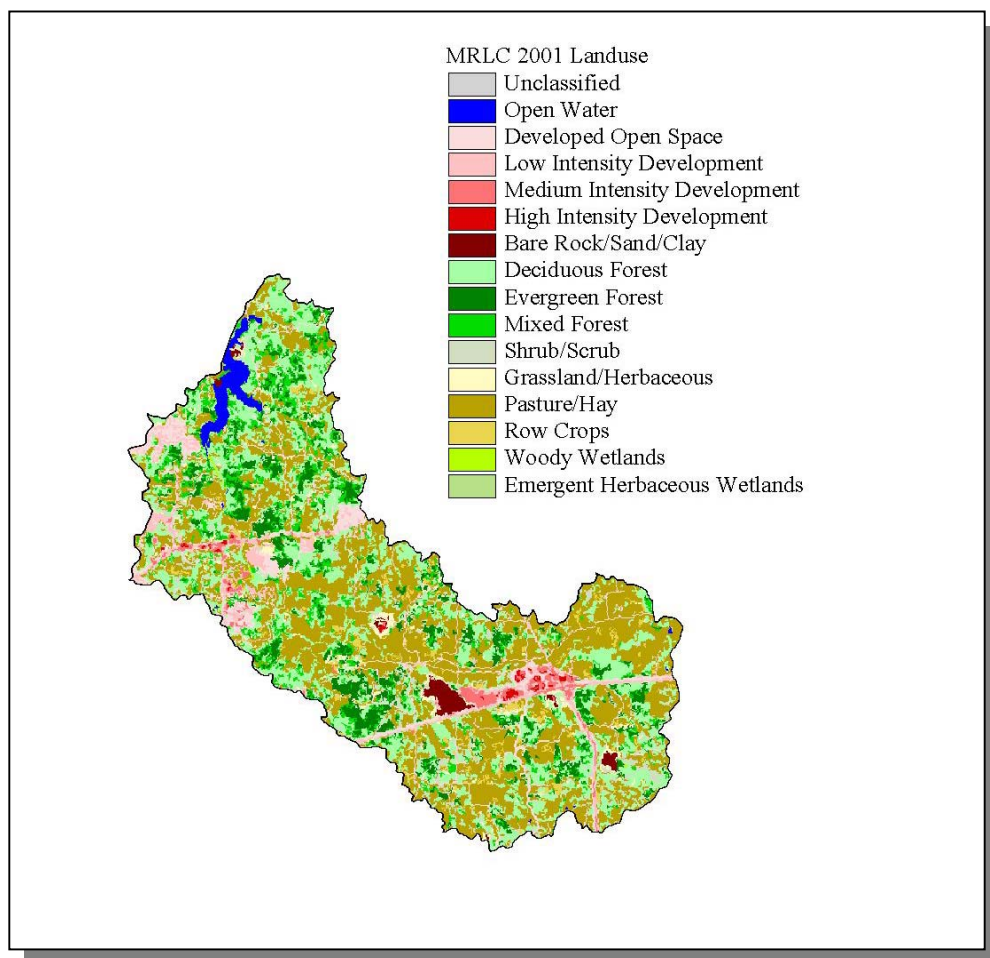 MRLC 2001 Landuse
Unclassified
Open Water
Developed Open Space
Low Intensity Development
Medium Intensity Development
High Intensity Development
Bare Rock/Sand/Clay
Deciduous Forest
Evergreen Forest
Mixed Forest
Shrub/Scrub
Grassland/Herbaceous
Pasture/Hay
Row Crops
Woody Wetlands
Emergent Herbaceous Wetlands